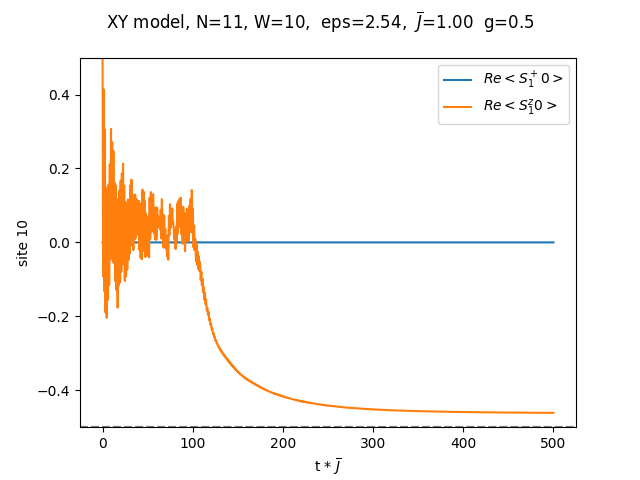 XY model, N=11, W=10,  eps=2.54, J̅=1.00  g=0.5
Re<S₁⁺0>
Re<S₁ᶻ0>
0.4
0.2
0.0
−0.2
−0.4
site 10
0
100
200
300
400
500
t * J̅